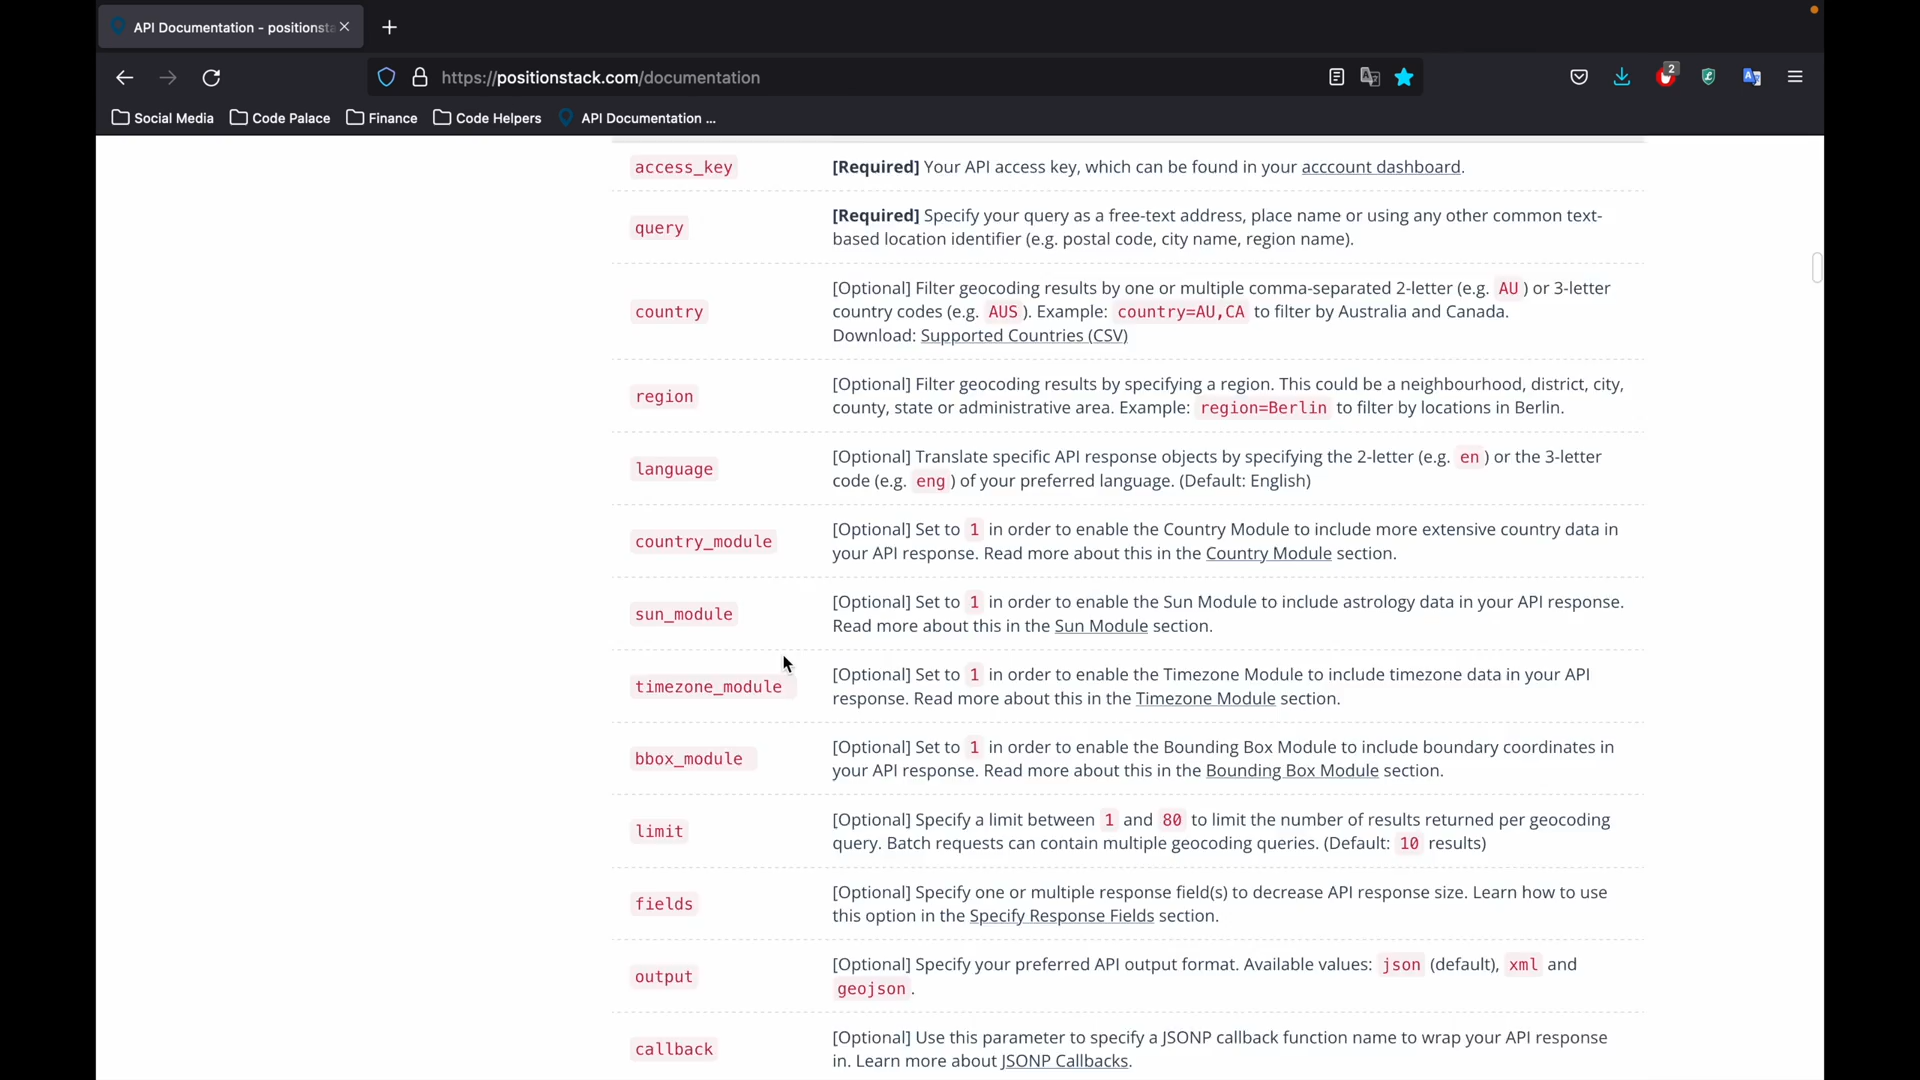 API Documentation - positionsta
https://positionstack.com/documentation
2
Social Media
Code Palace
Finance
Code Helpers
API Documentation ...
access_key
[Required] Your API access key, which can be found in your acccount dashboard.
query
[Required] Specify your query as a free-text address, place name or using any other common text-
based location identifier (e.g. postal code, city name, region name).
country
[Optional] Filter geocoding results by one or multiple comma-separated 2-letter (e.g. AU ) or 3-letter
country codes (e.g. AUS ). Example: country=AU,CA to filter by Australia and Canada.
Download: Supported Countries (CSV)
region
[Optional] Filter geocoding results by specifying a region. This could be a neighbourhood, district, city,
county, state or administrative area. Example: region=Berlin to filter by locations in Berlin.
language
[Optional] Translate specific API response objects by specifying the 2-letter (e.g. en ) or the 3-letter
code (e.g. eng ) of your preferred language. (Default: English)
country_module
[Optional] Set to 1 in order to enable the Country Module to include more extensive country data in
your API response. Read more about this in the Country Module section.
sun_module
[Optional] Set to 1 in order to enable the Sun Module to include astrology data in your API response.
Read more about this in the Sun Module section.
timezone_module
[Optional] Set to 1 in order to enable the Timezone Module to include timezone data in your API
response. Read more about this in the Timezone Module section.
bbox_module
[Optional] Set to 1 in order to enable the Bounding Box Module to include boundary coordinates in
your API response. Read more about this in the Bounding Box Module section.
limit
[Optional] Specify a limit between 1 and 80 to limit the number of results returned per geocoding
query. Batch requests can contain multiple geocoding queries. (Default: 10 results)
fields
[Optional] Specify one or multiple response field(s) to decrease API response size. Learn how to use
this option in the Specify Response Fields section.
output
[Optional] Specify your preferred API output format. Available values: json (default), xml and
geojson .
callback
[Optional] Use this parameter to specify a JSONP callback function name to wrap your API response
in. Learn more about JSONP Callbacks.